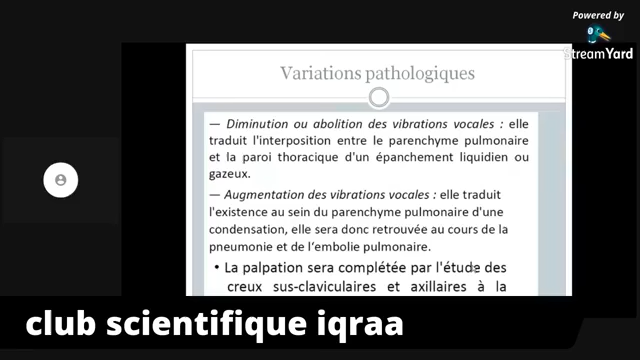 Powered by
StreamYard
Variations pathologiques
— Diminution ou abolition des vibrations vocales : elle
traduit l'interposition entre le parenchyme pulmonaire
et la paroi thoracique d'un épanchement liquidien ou
gazeux.
— Augmentation des vibrations vocales : elle traduit
l'existence au sein du parenchyme pulmonaire d'une
condensation, elle sera donc retrouvée au cours de la
pneumonie et de l'embolie pulmonaire.
• La palpation sera complétée par l'étude des
creux sus-claviculaires et axillaires à la
club scientifique iqraa